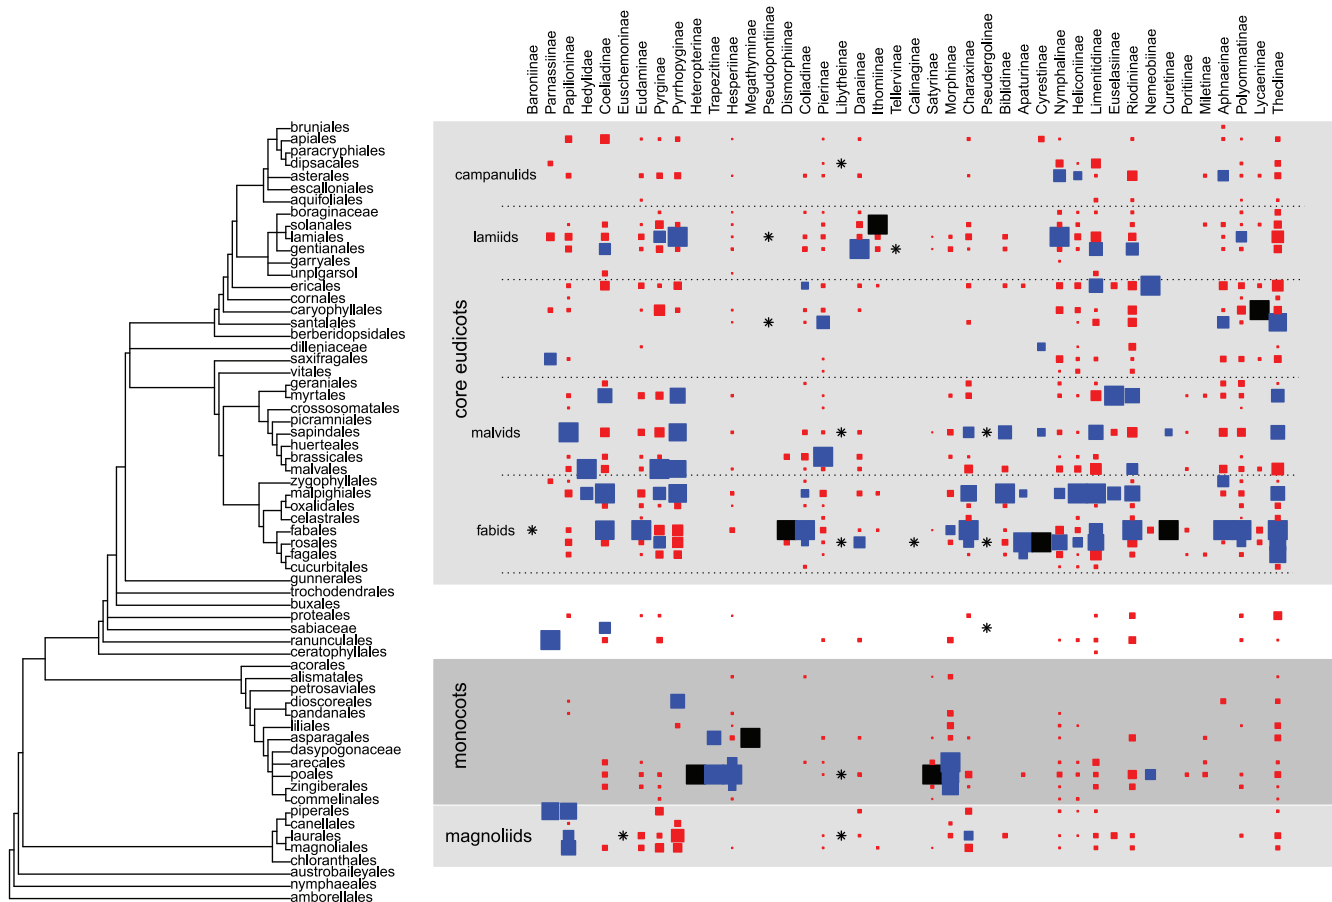 Baroniinae
Parnassiinae
Papilioninae
Hedylidae
Coeliadinae
Euschemoninae
Eudaminae
Pyrginae
Pyrrhopyginae
Heteropterinae
Trapezitinae
Hesperiinae
Megathyminae
Pseudopontiinae
Dismorphiinae
Coliadinae
Pierinae
Libytheinae
Danainae
Ithomiinae
Tellervinae
Calinaginae
Satyrinae
Morphinae
Charaxinae
Pseudergolinae
Biblidinae
Apaturinae
Cyrestinae
Nymphalinae
Heliconiinae
Limenitidinae
Euselasiinae
Riodininae
Nemeobiinae
Curetinae
Poritiinae
Miletinae
Aphnaeinae
Polyommatinae
Lycaeninae
Theclinae
bruniales
apiales
paracryphiales
dipsacales
asterales
escalloniales
aquifoliales
boraginaceae
solanales
lamiales
gentianales
garryales
unplgarsol
ericales
cornales
caryophyllales
santalales
berberidopsidales
dilleniaceae
saxifragales
vitales
geraniales
myrtales
crossosomatales
picramniales
sapindales
huerteales
brassicales
malvales
zygophyllales
malpighiales
oxalidales
celastrales
fabales
rosales
fagales
cucurbitales
gunnerales
trochodendrales
buxales
proteales
sabiaceae
ranunculales
ceratophyllales
acorales
alismatales
petrosaviales
dioscoreales
pandanales
liliales
asparagales
dasypogonaceae
arecales
poales
zingiberales
commelinales
piperales
canellales
laurales
magnoliales
chloranthales
austrobaileyales
nymphaeales
amborellales
core eudicots
campanulids
lamiids
malvids
fabids
monocots
magnoliids